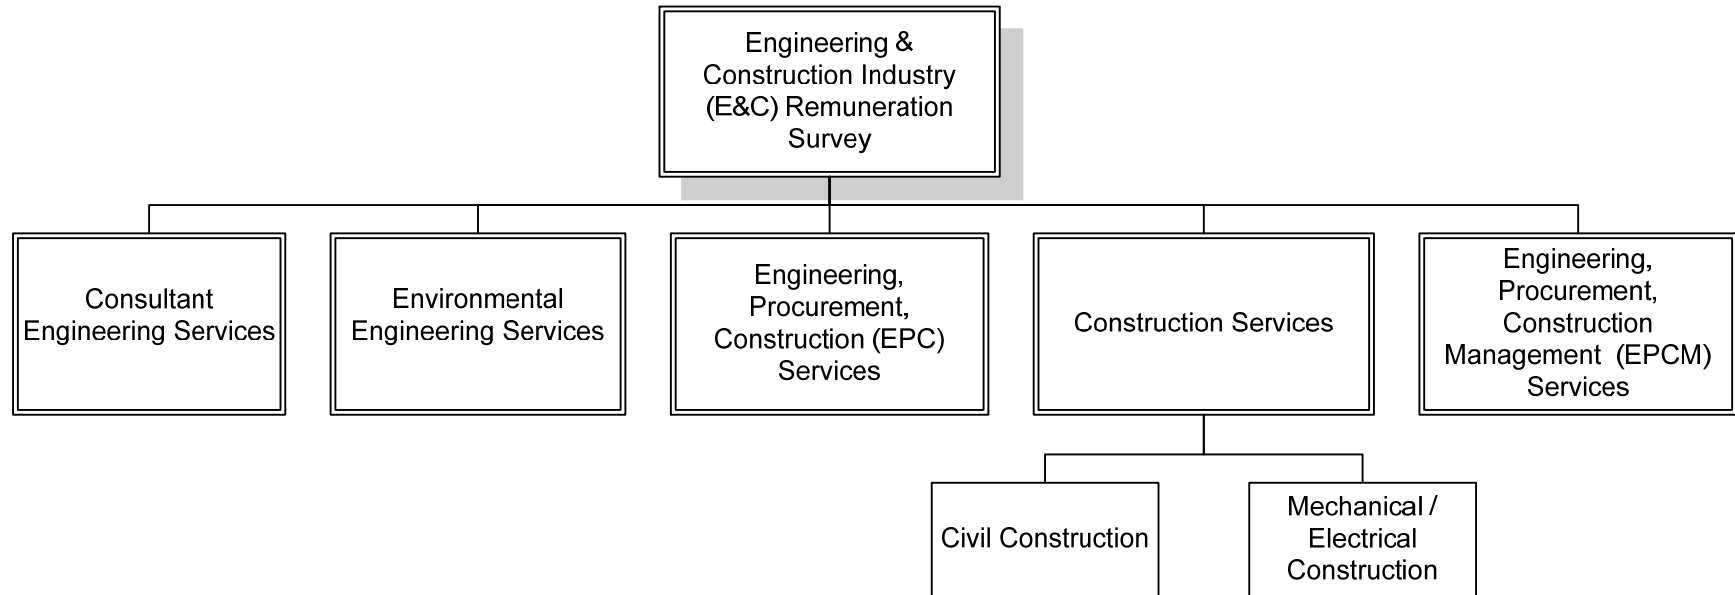 Engineering &
Construction Industry
(E&C) Remuneration
Survey
Consultant
Engineering Services
Environmental
Engineering Services
Engineering,
Procurement,
Construction (EPC)
Services
Construction Services
Engineering,
Procurement,
Construction
Management (EPCM)
Services
Civil Construction
Mechanical /
Electrical
Construction